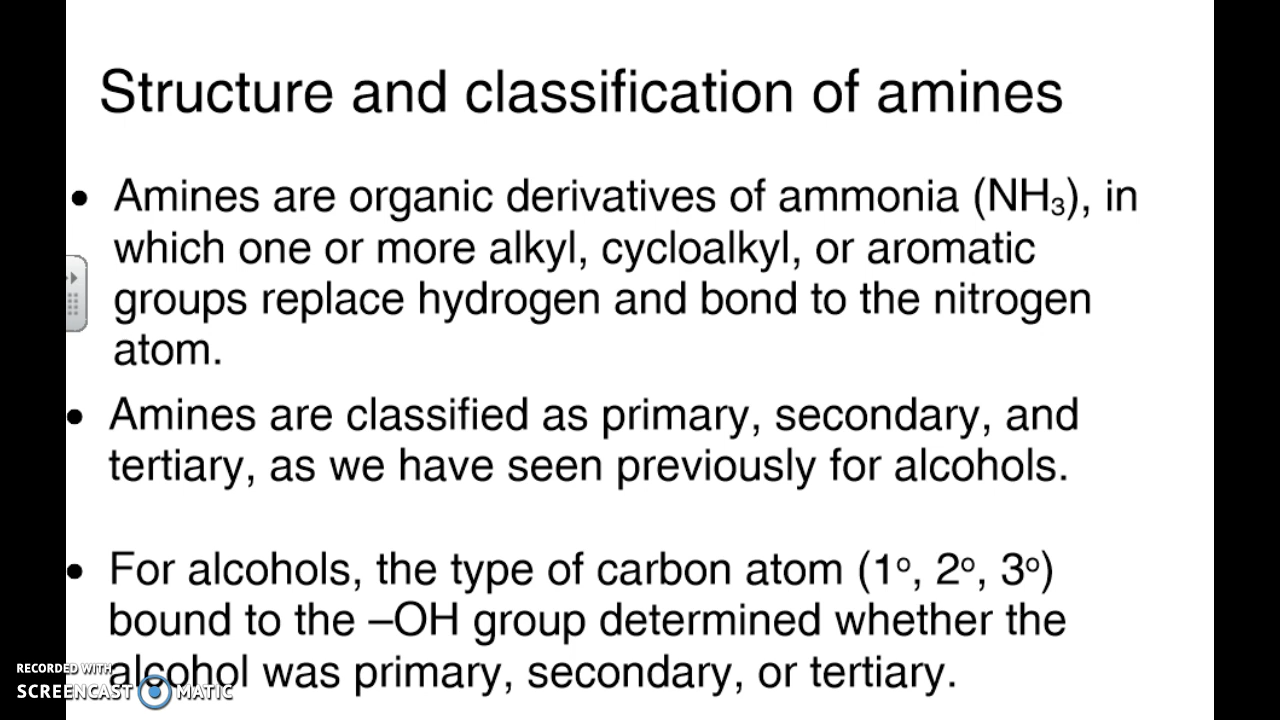 Structure and classification of amines
• Amines are organic derivatives of ammonia (NH₃), in
which one or more alkyl, cycloalkyl, or aromatic
groups replace hydrogen and bond to the nitrogen
atom.
• Amines are classified as primary, secondary, and
tertiary, as we have seen previously for alcohols.
• For alcohols, the type of carbon atom (1º, 2º, 3º)
bound to the –OH group determined whether the
alcohol was primary, secondary, or tertiary.
RECORDED WITH
SCREENCAST MATIC